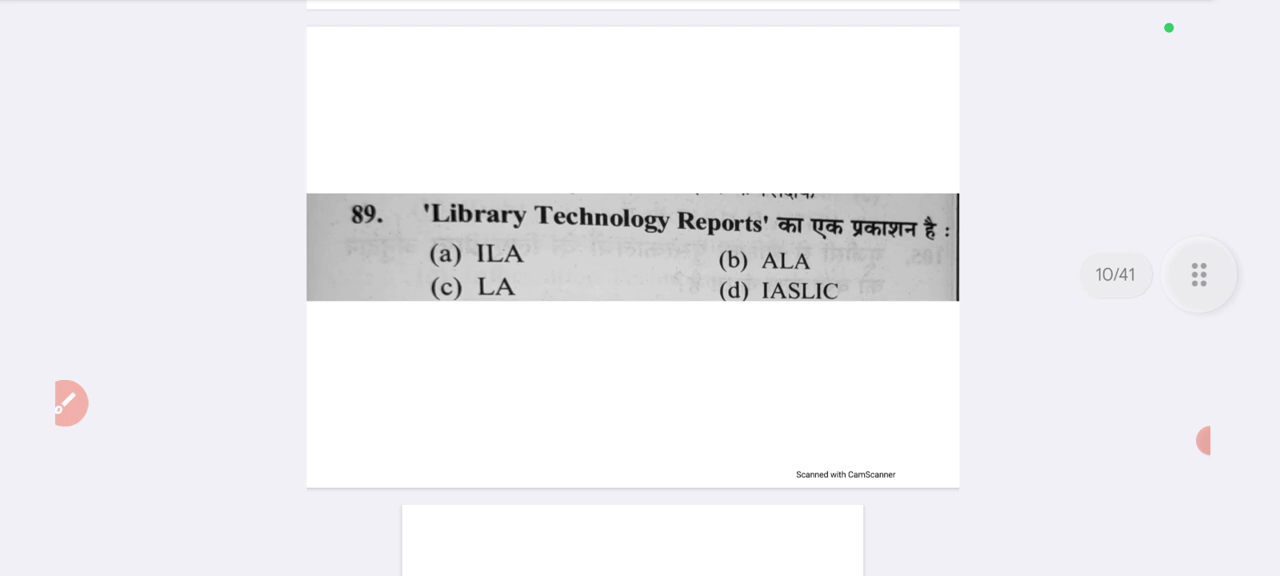 89. 'Library Technology Reports' का एक प्रकाशन है :
(a) ILA (b) ALA
(c) LA (d) IASLIC
10/41
Scanned with CamScanner